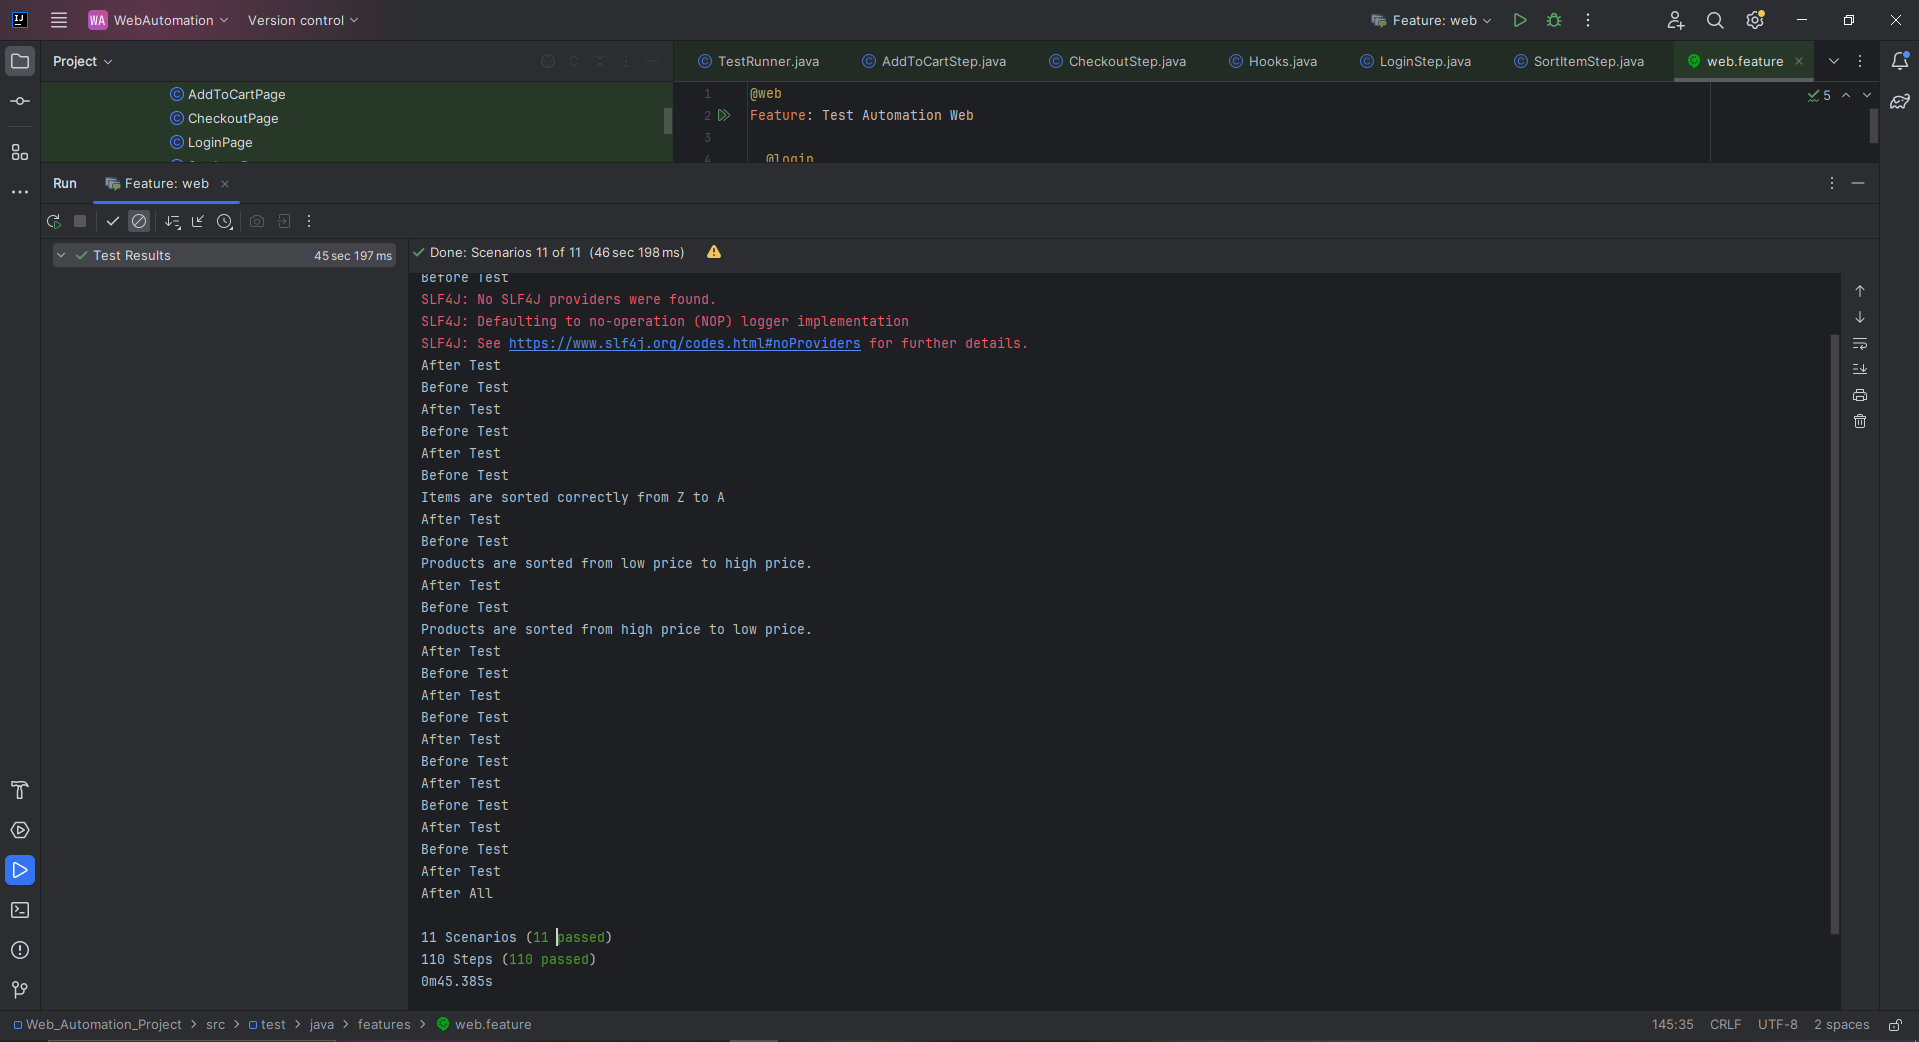 WA WebAutomation Version control Feature: web
Project
TestRunner.java AddToCartStep.java CheckoutStep.java Hooks.java LoginStep.java SortItemStep.java web.feature
AddToCartPage
CheckoutPage
LoginPage
1 @web
2 Feature: Test Automation Web
3
4 @login
5
Run Feature: web
Test Results 45 sec 197 ms
Done: Scenarios 11 of 11 (46 sec 198 ms)
Before Test
SLF4J: No SLF4J providers were found.
SLF4J: Defaulting to no-operation (NOP) logger implementation
SLF4J: See https://www.slf4j.org/codes.html#noProviders for further details.
After Test
Before Test
After Test
Before Test
After Test
Before Test
Items are sorted correctly from Z to A
After Test
Before Test
Products are sorted from low price to high price.
After Test
Before Test
Products are sorted from high price to low price.
After Test
Before Test
After Test
Before Test
After Test
Before Test
After Test
Before Test
After Test
Before Test
After Test
After All
11 Scenarios (11 passed)
110 Steps (110 passed)
0m45.385s
Web_Automation_Project > src > test > java > features > web.feature
145:35 CRLF UTF-8 2 spaces